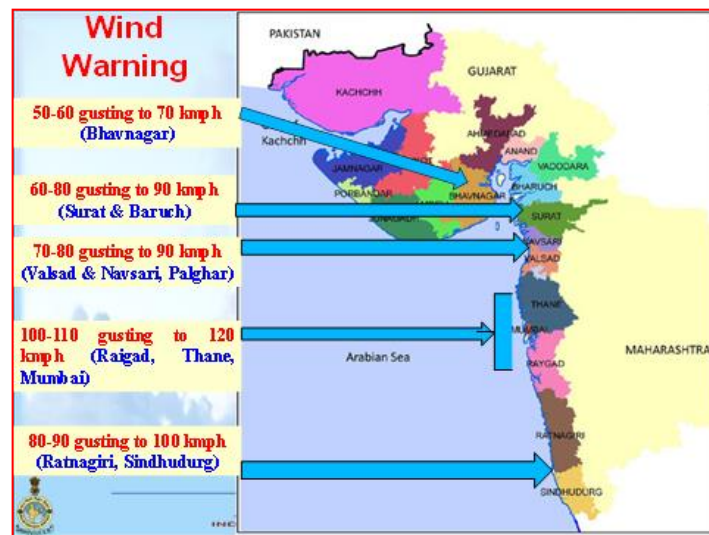 Wind
Warning
50-60 gusting to 70 kmph
(Bhavnagar)
60-80 gusting to 90 kmph
(Surat & Baruch)
70-80 gusting to 90 kmph
(Valsad & Navsari, Palghar)
100-110 gusting to 120
kmph (Raigad, Thane,
Mumbai)
80-90 gusting to 100 kmph
(Ratnagiri, Sindhudurg)
PAKISTAN
GUJARAT
KACHCHH
Kachchh
AHMEDABAD
ANAND
VADODARA
JAMNAGAR
PORBANDAR
BHAVNAGAR
BHARUCH
JUNAGADH
SURAT
NAVSARI
VALSAD
THANE
MUMBAI
Arabian Sea
MAHARASHTRA
RAYGAD
RATNAGIRI
SINDHUDURG